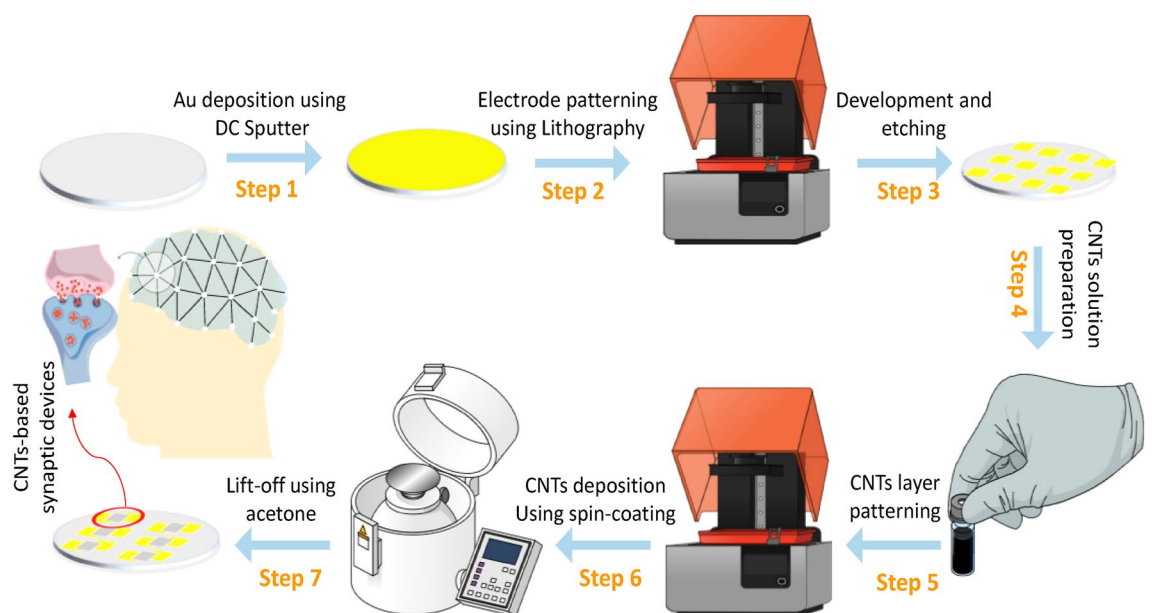 Au deposition using
DC Sputter
Step 1
Electrode patterning
using Lithography
Step 2
Development and
etching
Step 3
CNTs solution
preparation
Step 4
CNTs layer
patterning
Step 5
CNTs deposition
Using spin-coating
Step 6
Lift-off using
acetone
Step 7
CNTs-based
synaptic devices